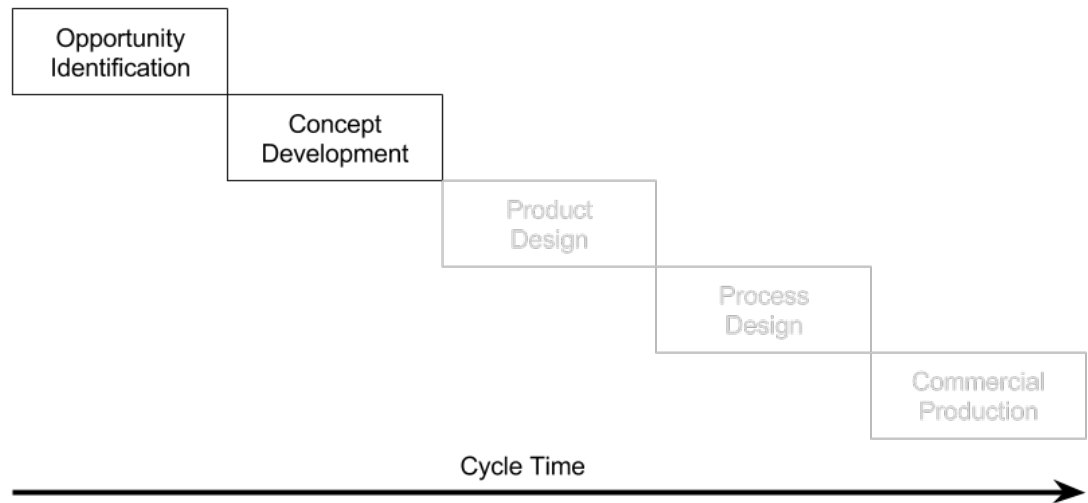 Opportunity
Identification
Concept
Development
Product
Design
Process
Design
Commercial
Production
Cycle Time